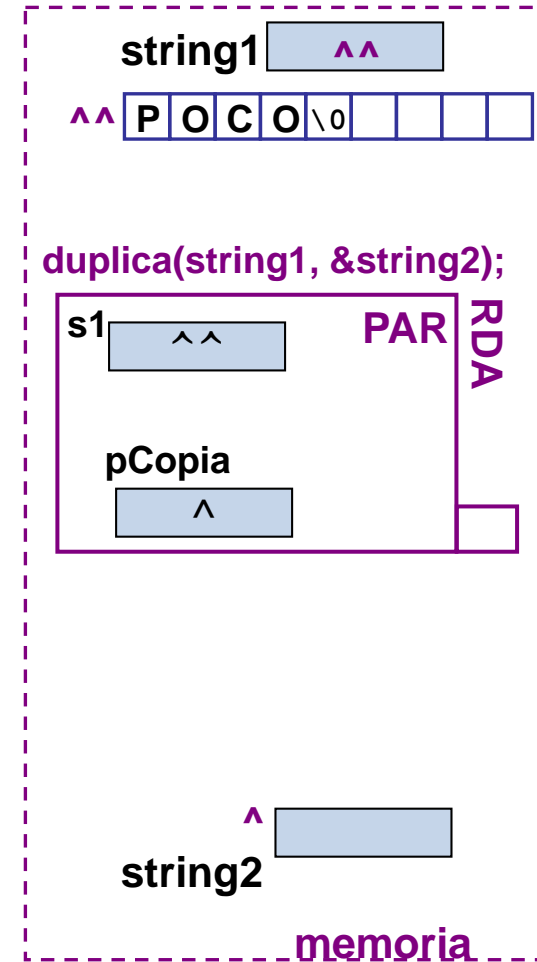 string1 ^^
^^ P O C O \0
duplica(string1, &string2);
s1 ^^ PAR RDA
pCopia
^
^
string2
memoria